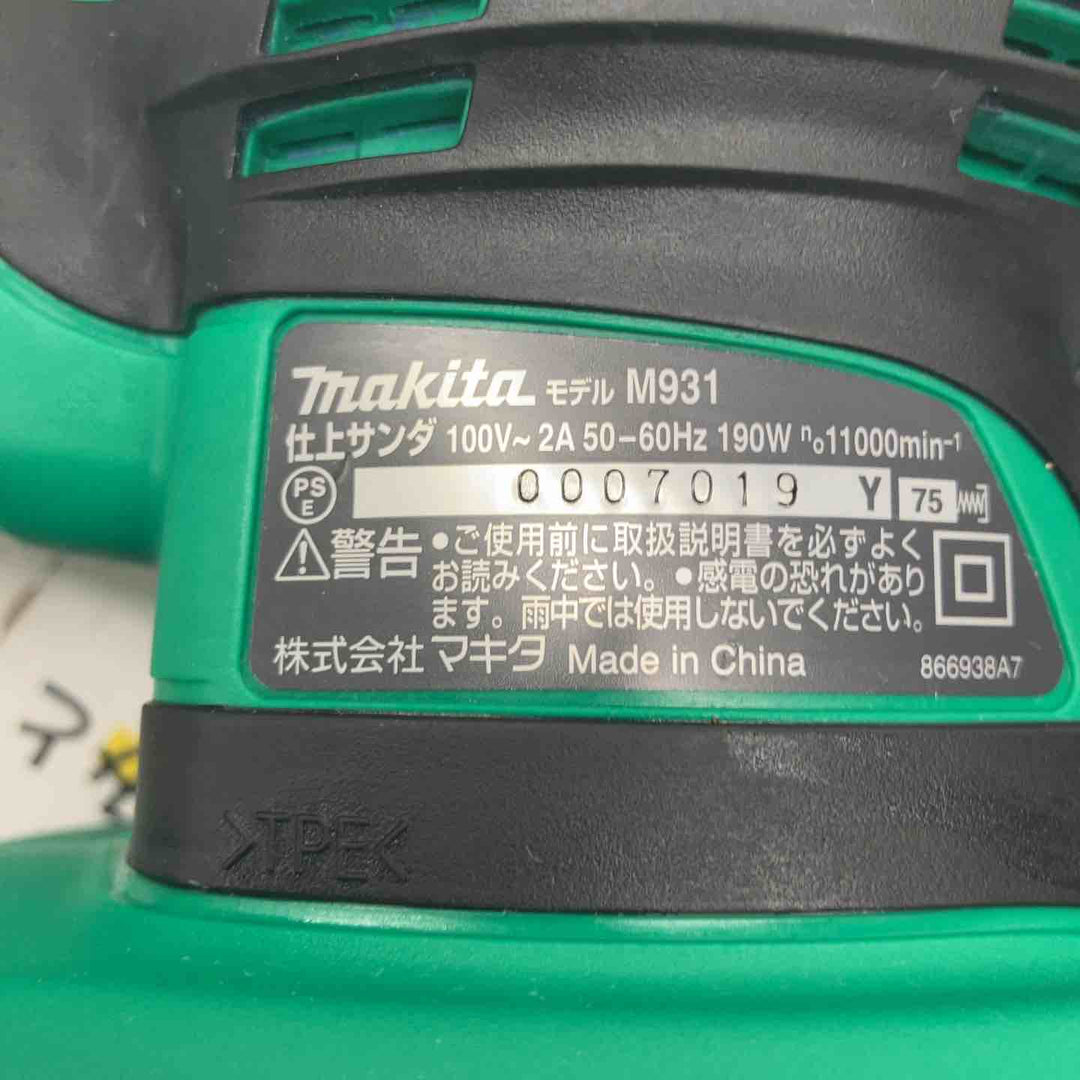 makita モデル M931
仕上サンダ 100V～ 2A 50-60Hz 190W n₀11000min⁻¹
PS E 0007019 Y 75
警告 •ご使用前に取扱説明書を必ずよく
お読みください。•感電の恐れがあり
ます。雨中では使用しないでください。
株式会社 マキタ Made in China 866938A7
>TPE<